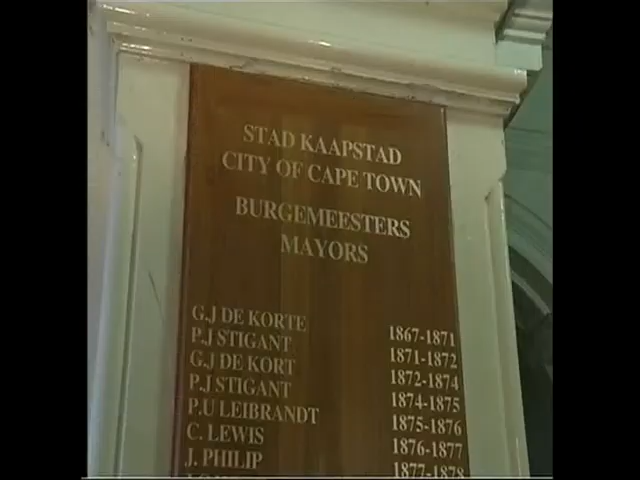 STAD KAAPSTAD
CITY OF CAPE TOWN
BURGEMEESTERS
MAYORS
G.J DE KORTE 1867-1871
P.J STIGANT 1871-1872
G.J DE KORT 1872-1874
P.J STIGANT 1874-1875
P.U LEIBRANDT 1875-1876
C. LEWIS 1876-1877
J. PHILIP 1877-1878